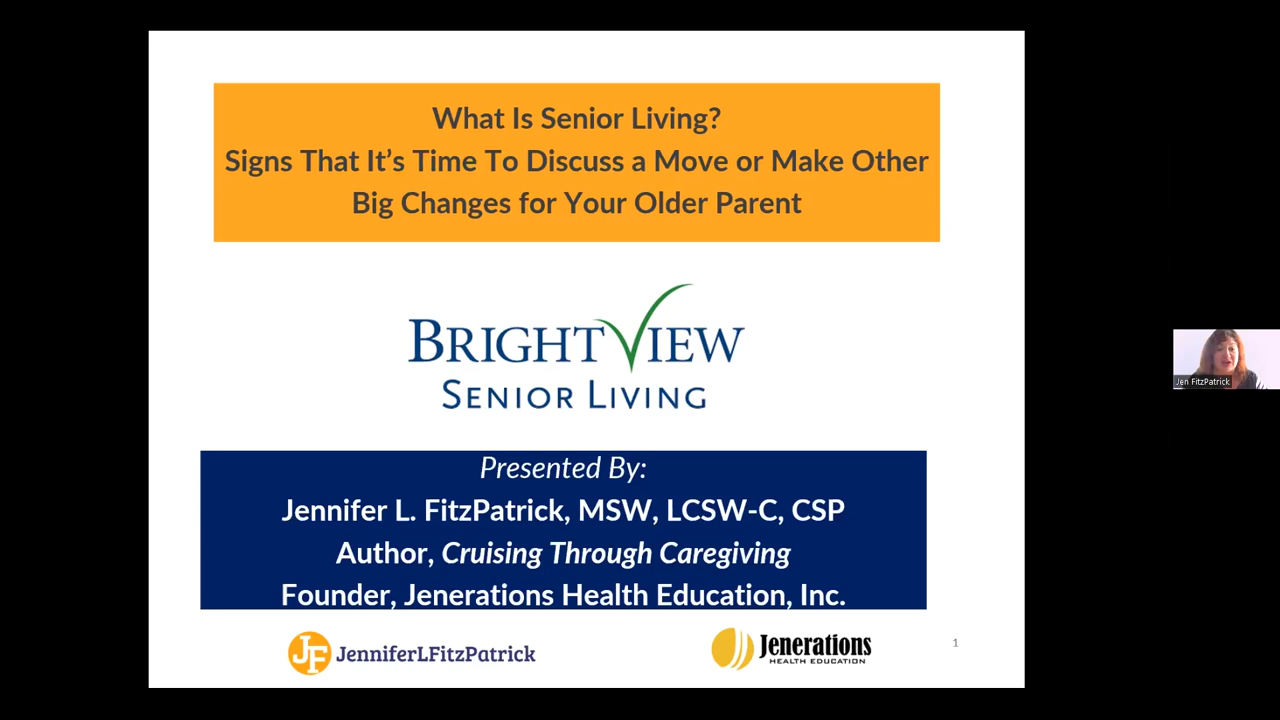 What Is Senior Living?
Signs That It's Time To Discuss a Move or Make Other
Big Changes for Your Older Parent
BRIGHTVIEW
SENIOR LIVING
Presented By:
Jennifer L. FitzPatrick, MSW, LCSW-C, CSP
Author, Cruising Through Caregiving
Founder, Jenerations Health Education, Inc.
JF JenniferLFitzPatrick
Jenerations
HEALTH EDUCATION
1
Jen FitzPatrick